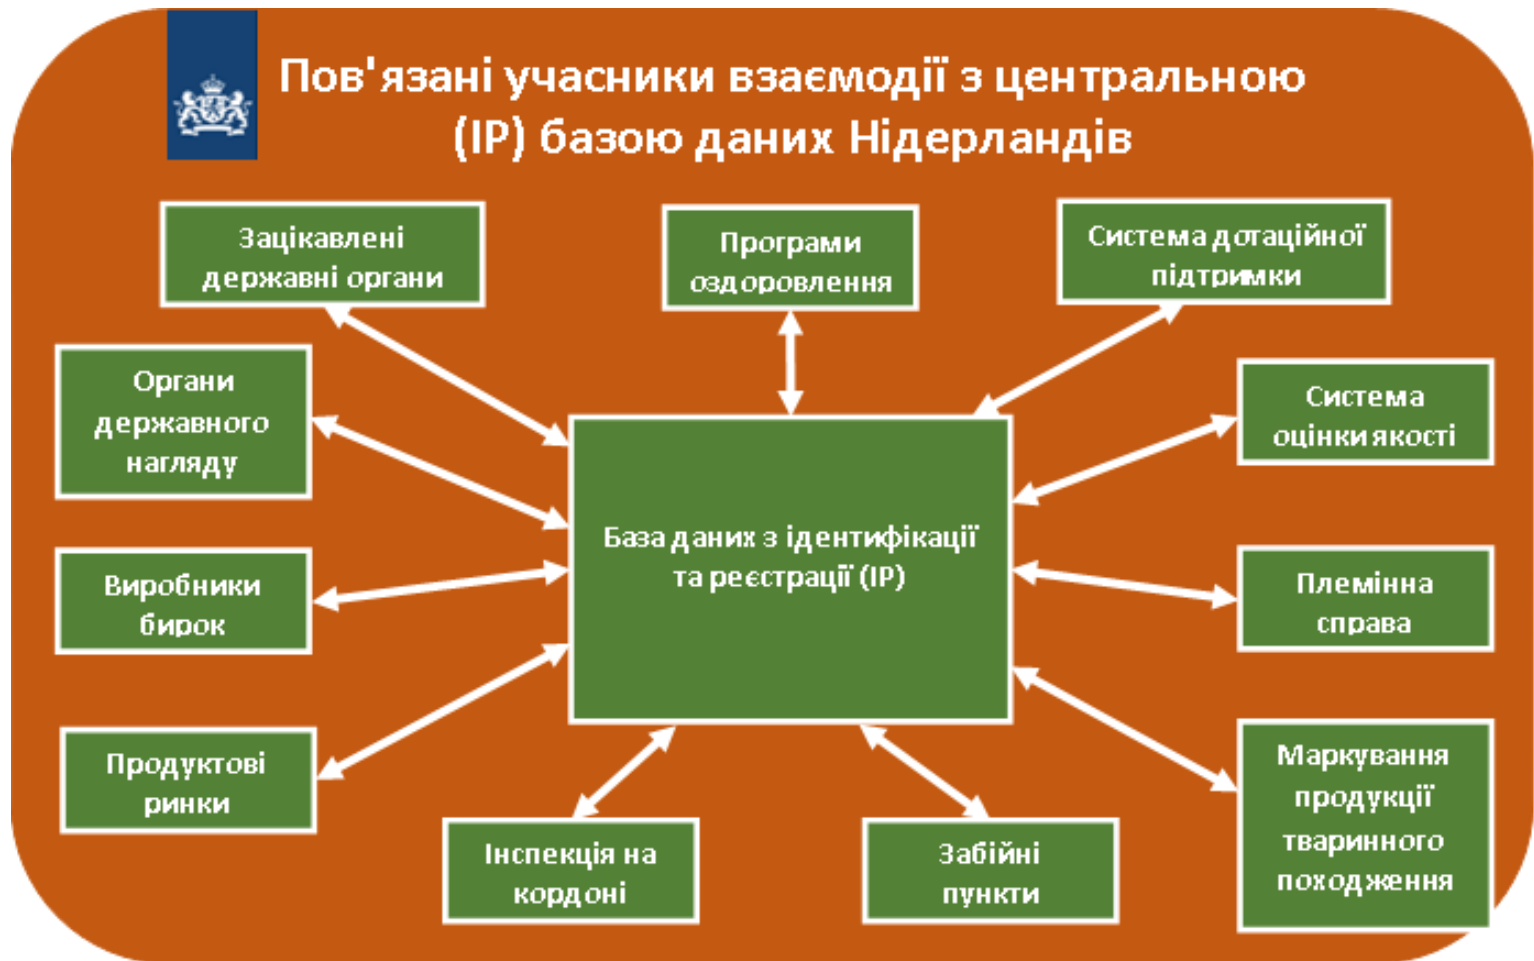 Пов'язані учасники взаємодії з центральною
(ІР) базою даних Нідерландів
Зацікавлені
державні органи
Програми
оздоровлення
Система дотаційної
підтримки
Органи
державного
нагляду
Система
оцінки якості
База даних з ідентифікації
та реєстрації (ІР)
Виробники
бирок
Племінна
справа
Продуктові
ринки
Маркування
продукції
тваринного
походження
Інспекція на
кордоні
Забійні
пункти